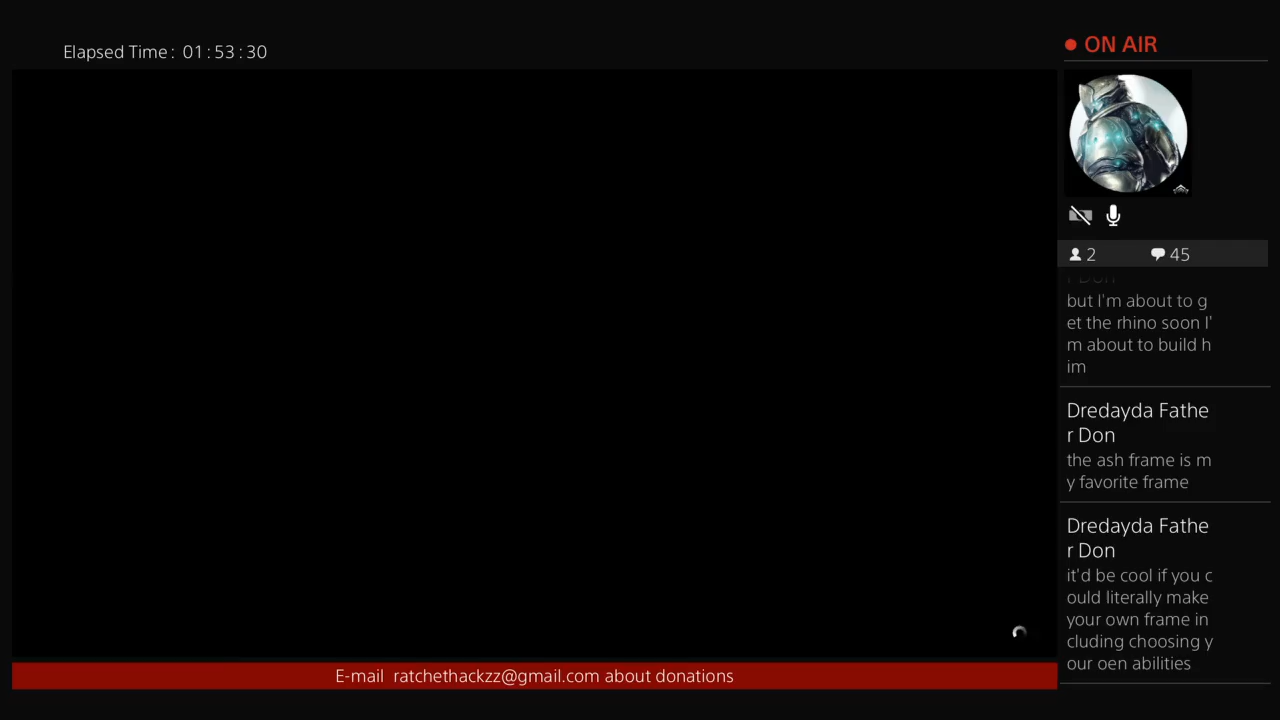 Elapsed Time: 01:53:30
ON AIR
2 45
r Don
but I'm about to g
et the rhino soon I'
m about to build h
im
Dredayda Fathe
r Don
the ash frame is m
y favorite frame
Dredayda Fathe
r Don
it'd be cool if you c
ould literally make
your own frame in
cluding choosing y
our oen abilities
E-mail ratchethackzz@gmail.com about donations